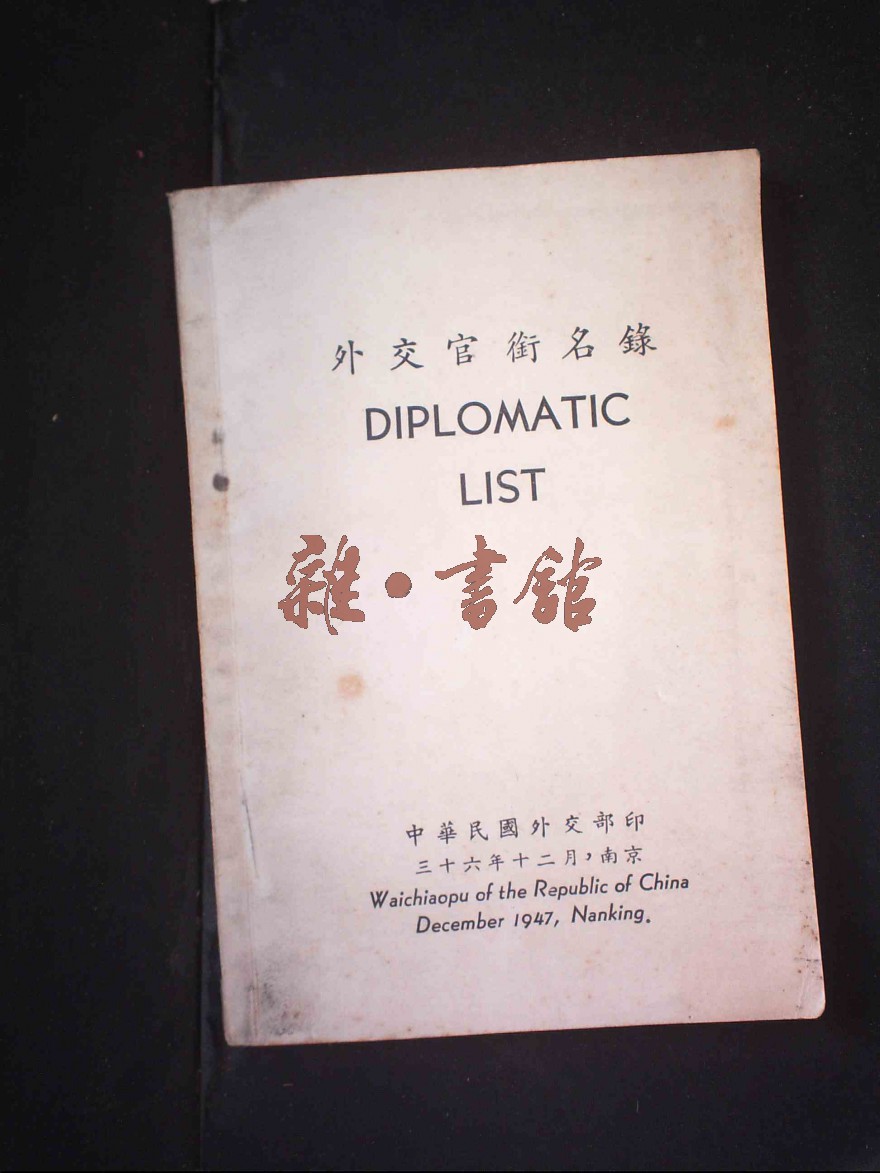 外交官銜名錄
DIPLOMATIC
LIST
雜·書館
中華民國外交部印
三十六年十二月，南京
Waichiaopu of the Republic of China
December 1947, Nanking.